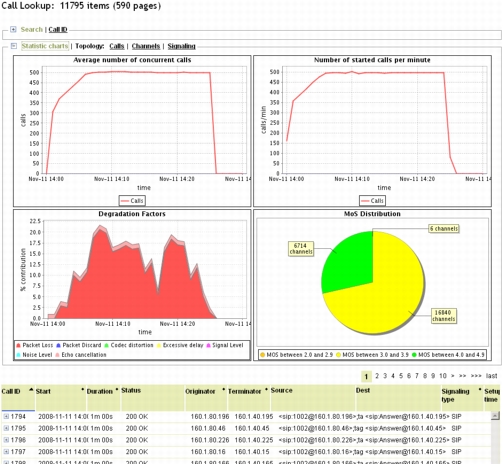 Call Lookup: 11795 items (590 pages)
Search | Call ID
Statistic charts | Topology: Calls | Channels | Signaling
Average number of concurrent calls
500
450
400
350
300
250
200
150
100
50
0
calls
Nov-11 14:00 Nov-11 14:10 Nov-11 14:20 Nov-11 14:
time
Calls
Number of started calls per minute
500
450
400
350
300
250
200
150
100
50
0
calls/min
Nov-11 14:00 Nov-11 14:10 Nov-11 14:20 Nov-11 14:
time
Calls
Degradation Factors
22.5
20.0
17.5
15.0
12.5
10.0
7.5
5.0
2.5
0.0
% contribution
Nov-11 14:00 Nov-11 14:10 Nov-11 14:20 Nov-11 14:
time
Packet Loss Packet Discard Codec distortion Excessive delay Signal Level
Noise Level Echo cancellation
MoS Distribution
6 channels
6714
channels
16840
channels
MOS between 2.0 and 2.9 MOS between 3.0 and 3.9 MOS between 4.0 and 4.9
1 2 3 4 5 6 7 8 9 10 > >> >>> last
Call ID Start Duration Status Originator Terminator Source Dest Signaling type Setup time
1794 2008-11-11 14:0 1m 00s 200 OK 160.1.80.196 160.1.40.195 <sip:1002@160.1.80.196>;ta <sip:Answer@160.1.40.195> SIP
1795 2008-11-11 14:0 1m 00s 200 OK 160.1.80.46 160.1.40.45 <sip:1002@160.1.80.46>;tag <sip:Answer@160.1.40.45> SIP
1796 2008-11-11 14:0 1m 00s 200 OK 160.1.80.226 160.1.40.225 <sip:1002@160.1.80.226>;ta <sip:Answer@160.1.40.225> SIP
1797 2008-11-11 14:0 1m 00s 200 OK 160.1.80.16 160.1.40.15 <sip:1002@160.1.80.16>;tag <sip:Answer@160.1.40.15> SIP